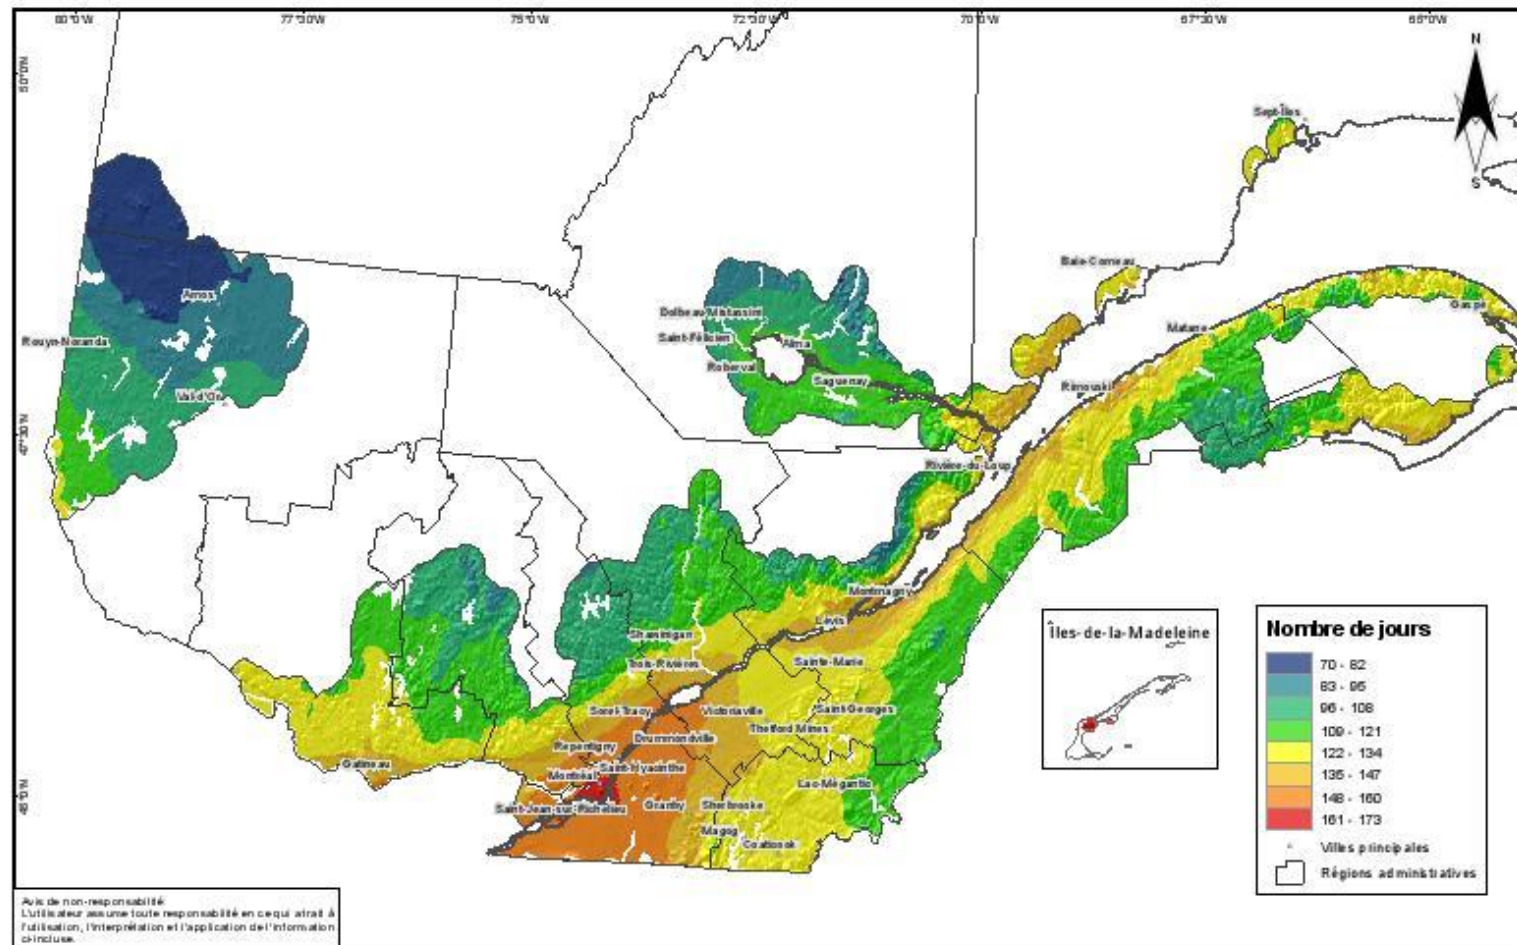 80°0'W 77°30'W 75°0'W 72°30'W 70°0'W 67°30'W 65°0'W
50°0'N
N
S
Sept-Îles
Baie-Comeau
Amos
Gaspé
Dolbeau-Mistassini
Matane
Saint-Félicien
Alma
Rouyn-Noranda
Roberval
Saguenay
Rimouski
Val-d'Or
47°30'N
Rivière-du-Loup
Montmagny
Lévis
Shawinigan
Trois-Rivières
Sainte-Marie
Sorel-Tracy
Victoriaville
Saint-Georges
Thetford Mines
Drummondville
Repentigny
Gatineau
Saint-Hyacinthe
Montréal
Lac-Mégantic
45°0'N
Saint-Jean-sur-Richelieu
Granby
Sherbrooke
Magog
Coaticook
Îles-de-la-Madeleine
Nombre de jours
70 - 82
83 - 95
96 - 108
109 - 121
122 - 134
135 - 147
148 - 160
161 - 173
Villes principales
Régions administratives
Avis de non-responsabilité
L'utilisateur assume toute responsabilité en ce qui a trait à
l'utilisation, l'interprétation et l'application de l'information
ci-incluse.